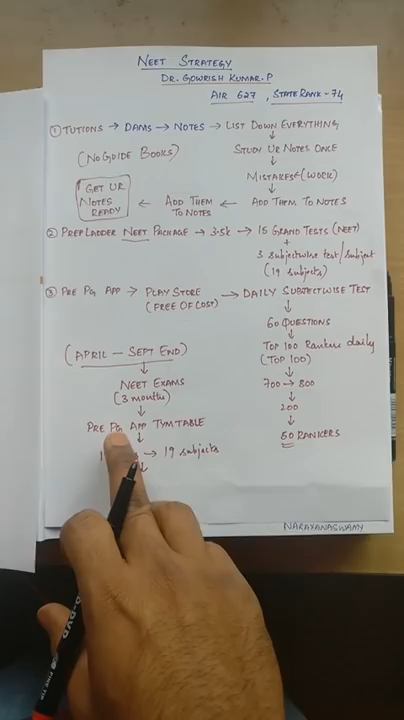 NEET STRATEGY
DR. GOWRISH KUMAR. P
AIR 627 , STATE RANK - 74
① TUTIONS → DAMS → NOTES → LIST DOWN EVERYTHING
↓
(NO GUIDE BOOKS) STUDY UR NOTES ONCE
↓
MISTAKES ← (WORK)
↓
GET UR NOTES READY ← ADD THEM TO NOTES ← ADD THEM TO NOTES
② PREPLADDER NEET PACKAGE → 3.5k → 15 GRAND TESTS (NEET)
+
3 subjectwise test/subject
(19 subjects)
③ PRE PG APP → PLAY STORE → DAILY SUBJECTWISE TEST
(FREE OF COST)
↓
60 QUESTIONS
↓
TOP 100 Rankers daily
(TOP 100)
↓
700 → 800
↓
200
↓
50 RANKERS
(APRIL – SEPT END)
↓
NEET EXAMS
(3 months)
↓
PRE PG APP TYM TABLE
↓
→ 19 subjects
↓
NARAYANASWAMY